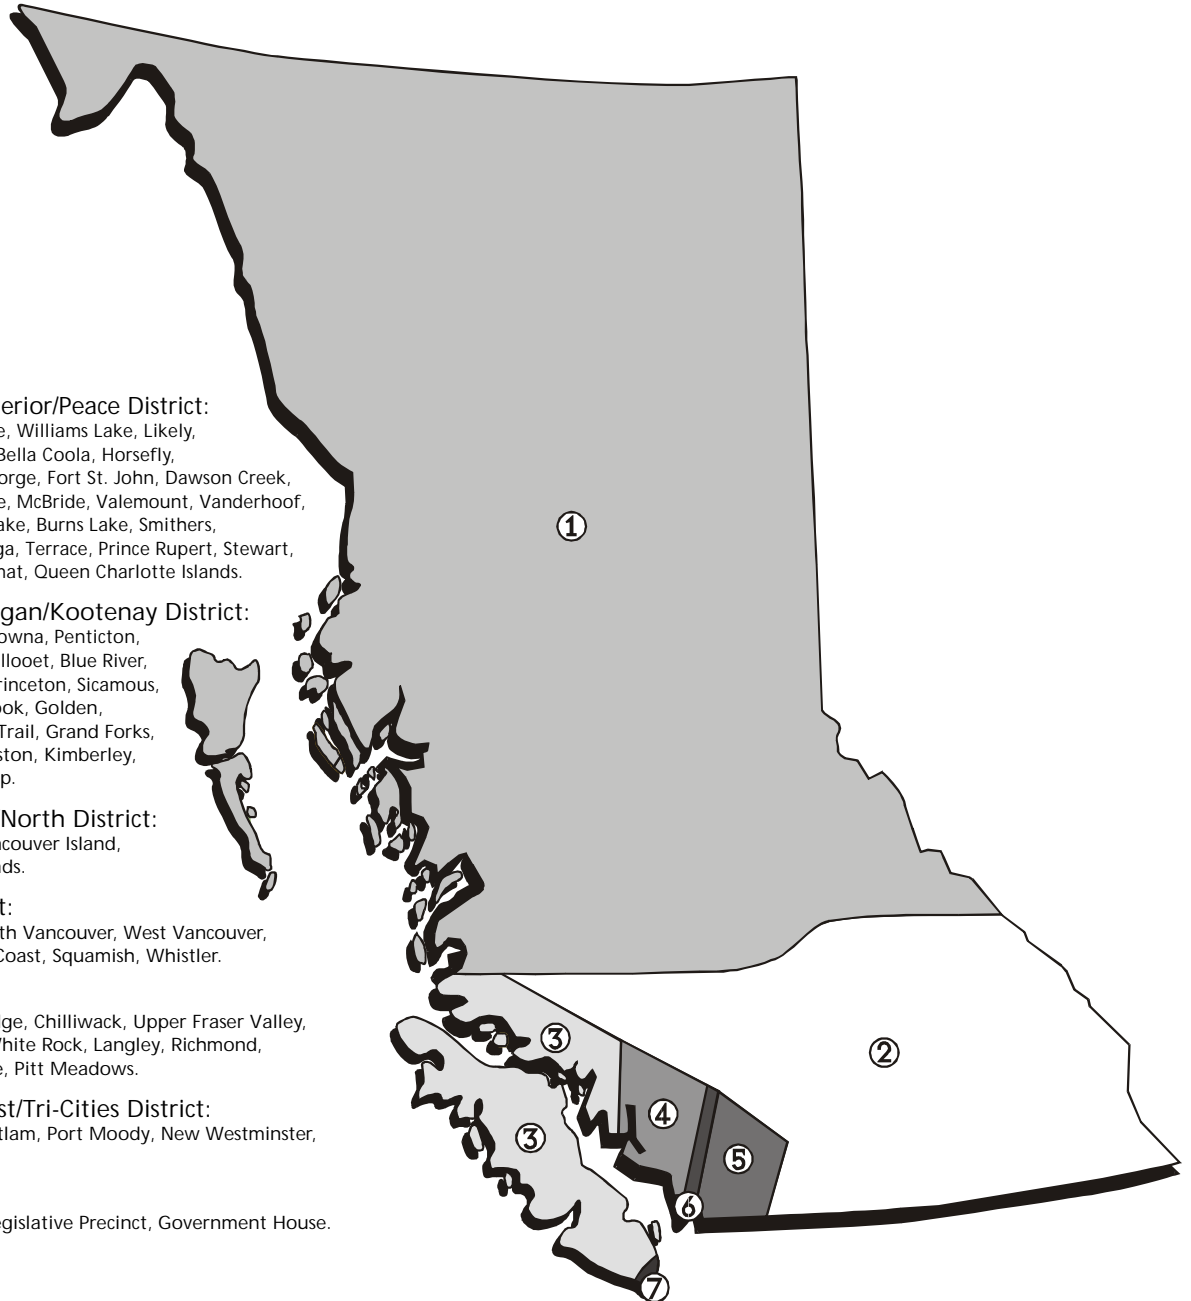 erior/Peace District:
e, Williams Lake, Likely,
Bella Coola, Horsefly,
orge, Fort St. John, Dawson Creek,
e, McBride, Valemount, Vanderhoof,
ake, Burns Lake, Smithers,
ga, Terrace, Prince Rupert, Stewart,
nat, Queen Charlotte Islands.
gan/Kootenay District:
owna, Penticton,
llooet, Blue River,
rinceton, Sicamous,
ook, Golden,
Trail, Grand Forks,
ston, Kimberley,
p.
North District:
ncouver Island,
nds.
t:
th Vancouver, West Vancouver,
Coast, Squamish, Whistler.
dge, Chilliwack, Upper Fraser Valley,
White Rock, Langley, Richmond,
e, Pitt Meadows.
st/Tri-Cities District:
tlam, Port Moody, New Westminster,
egislative Precinct, Government House.
1
2
3
3
4
5
6
7